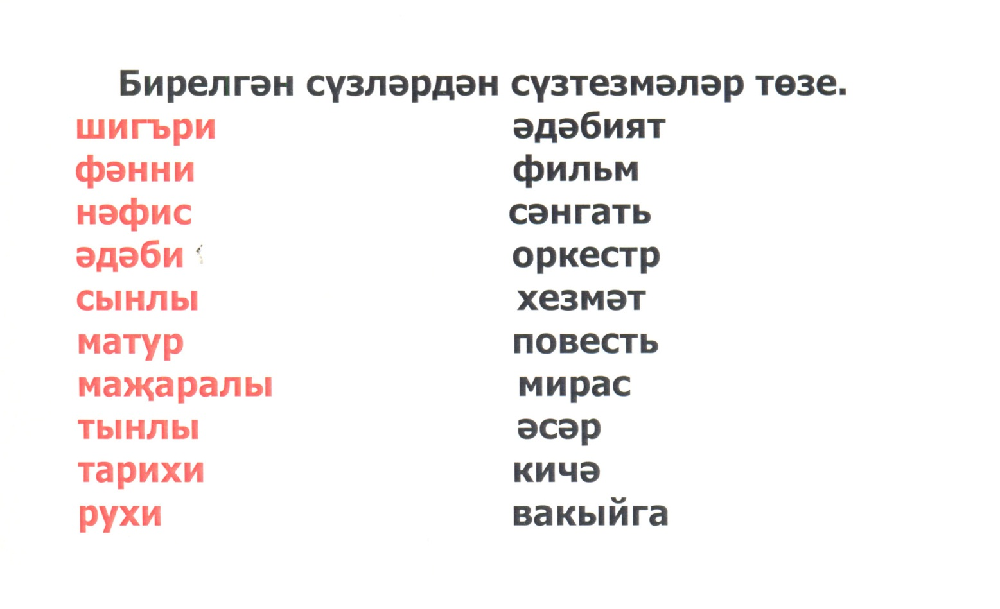 Бирелгән сүзләрдән сүзтезмәләр төзе.
шигъри әдәбият
фәнни фильм
нәфис сәнгать
әдәби оркестр
сынлы хезмәт
матур повесть
маҗаралы мирас
тынлы әсәр
тарихи кичә
рухи вакыйга